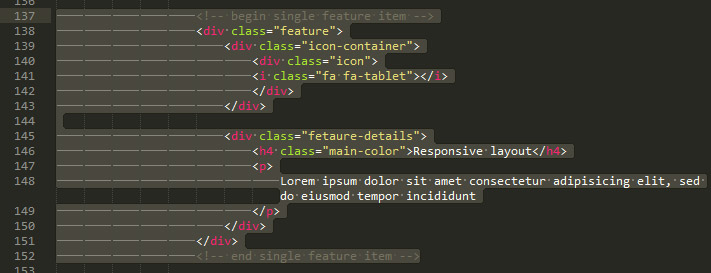 136
137 <!-- begin single feature item -->
138 <div class="feature">
139 <div class="icon-container">
140 <div class="icon">
141 <i class="fa fa-tablet"></i>
142 </div>
143 </div>
144
145 <div class="fetaure-details">
146 <h4 class="main-color">Responsive layout</h4>
147 <p>
148 Lorem ipsum dolor sit amet consectetur adipisicing elit, sed
do eiusmod tempor incididunt
149 </p>
150 </div>
151 </div>
152 <!-- end single feature item -->
153